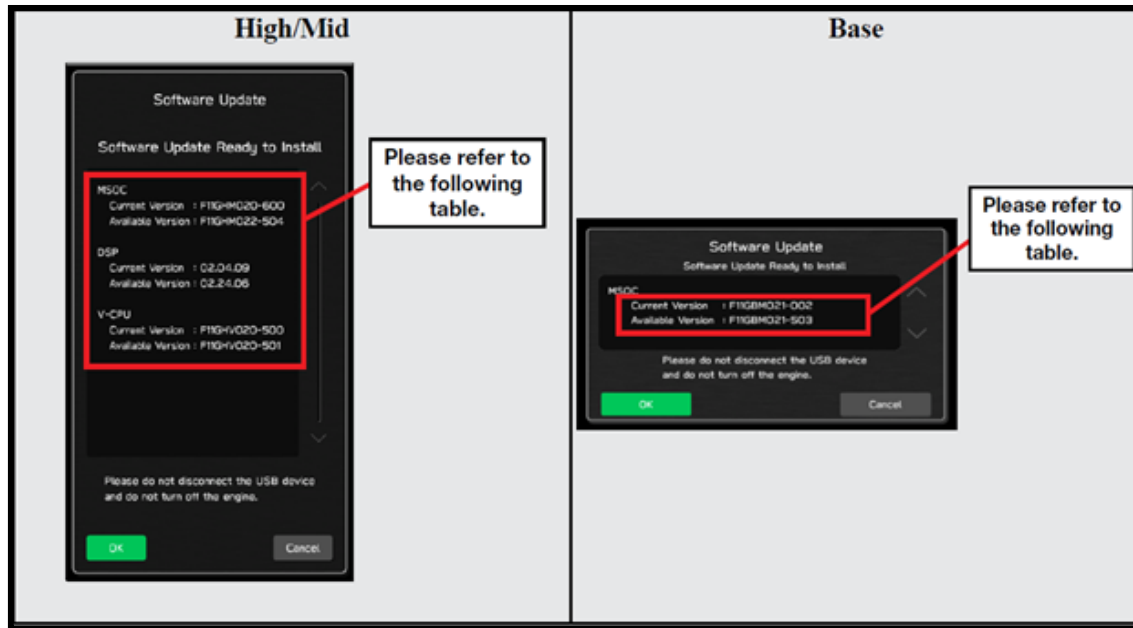 High/Mid
Software Update
Software Update Ready to Install
MSOC
Current Version : F11GHM020-600
Available Version : F11GHM022-504
DSP
Current Version : 02.04.09
Available Version : 02.24.06
V-CPU
Current Version : F11GHV020-500
Available Version : F11GHV020-501
Please do not disconnect the USB device
and do not turn off the engine.
OK
Cancel
Please refer to
the following
table.
Base
Software Update
Software Update Ready to Install
MSOC
Current Version : F11GBM021-002
Available Version : F11GBM021-503
Please do not disconnect the USB device
and do not turn off the engine.
OK
Cancel
Please refer to
the following
table.